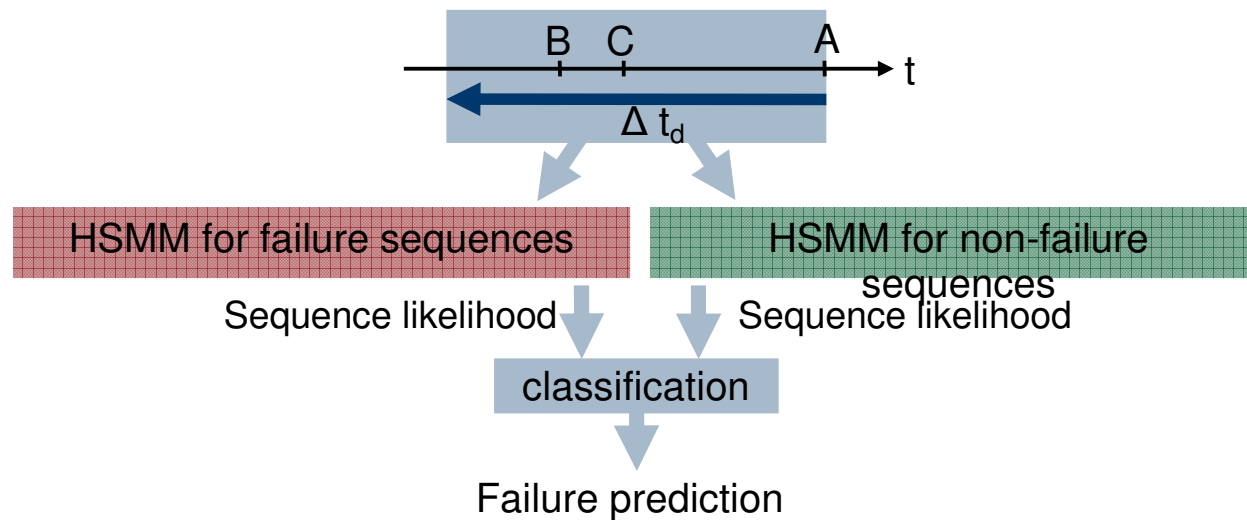 B C A
t
Δ t_d
HSMM for failure sequences
HSMM for non-failure
sequences
Sequence likelihood
Sequence likelihood
classification
Failure prediction